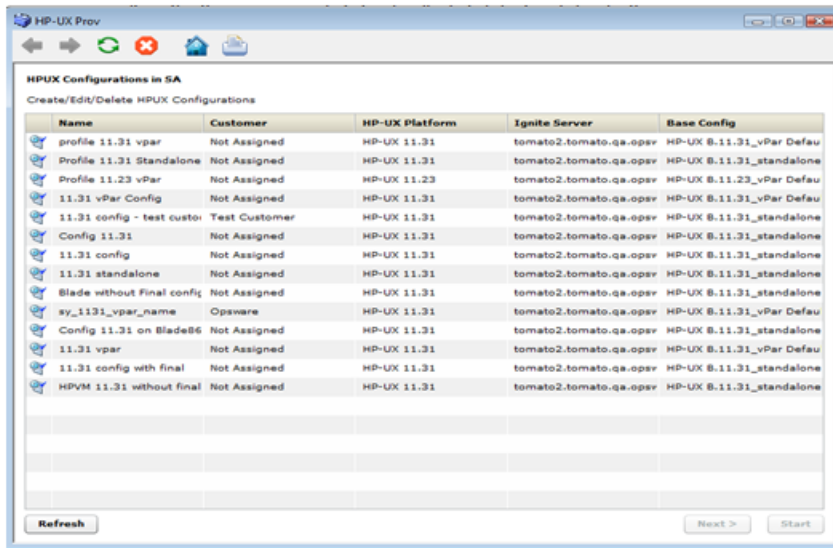 HP-UX Prov
HPUX Configurations in SA
Create/Edit/Delete HPUX Configurations
Name Customer HP-UX Platform Ignite Server Base Config
profile 11.31 vpar Not Assigned HP-UX 11.31 tomato2.tomato.qa.opsv HP-UX B.11.31_vPar Defau
Profile 11.31 Standalone Not Assigned HP-UX 11.31 tomato2.tomato.qa.opsv HP-UX B.11.31_standalone
Profile 11.23 vPar Not Assigned HP-UX 11.23 tomato2.tomato.qa.opsv HP-UX B.11.23_vPar Defau
11.31 vPar Config Not Assigned HP-UX 11.31 tomato2.tomato.qa.opsv HP-UX B.11.31_vPar Defau
11.31 config - test custo Test Customer HP-UX 11.31 tomato2.tomato.qa.opsv HP-UX B.11.31_standalone
Config 11.31 Not Assigned HP-UX 11.31 tomato2.tomato.qa.opsv HP-UX B.11.31_standalone
11.31 config Not Assigned HP-UX 11.31 tomato2.tomato.qa.opsv HP-UX B.11.31_standalone
11.31 standalone Not Assigned HP-UX 11.31 tomato2.tomato.qa.opsv HP-UX B.11.31_standalone
Blade without Final config Not Assigned HP-UX 11.31 tomato2.tomato.qa.opsv HP-UX B.11.31_standalone
sy_1131_vpar_name Opsware HP-UX 11.31 tomato2.tomato.qa.opsv HP-UX B.11.31_vPar Defau
Config 11.31 on Blade86 Not Assigned HP-UX 11.31 tomato2.tomato.qa.opsv HP-UX B.11.31_standalone
11.31 vpar Not Assigned HP-UX 11.31 tomato2.tomato.qa.opsv HP-UX B.11.31_vPar Defau
11.31 config with final Not Assigned HP-UX 11.31 tomato2.tomato.qa.opsv HP-UX B.11.31_standalone
HPVM 11.31 without final Not Assigned HP-UX 11.31 tomato2.tomato.qa.opsv HP-UX B.11.31_standalone
Refresh Next > Start